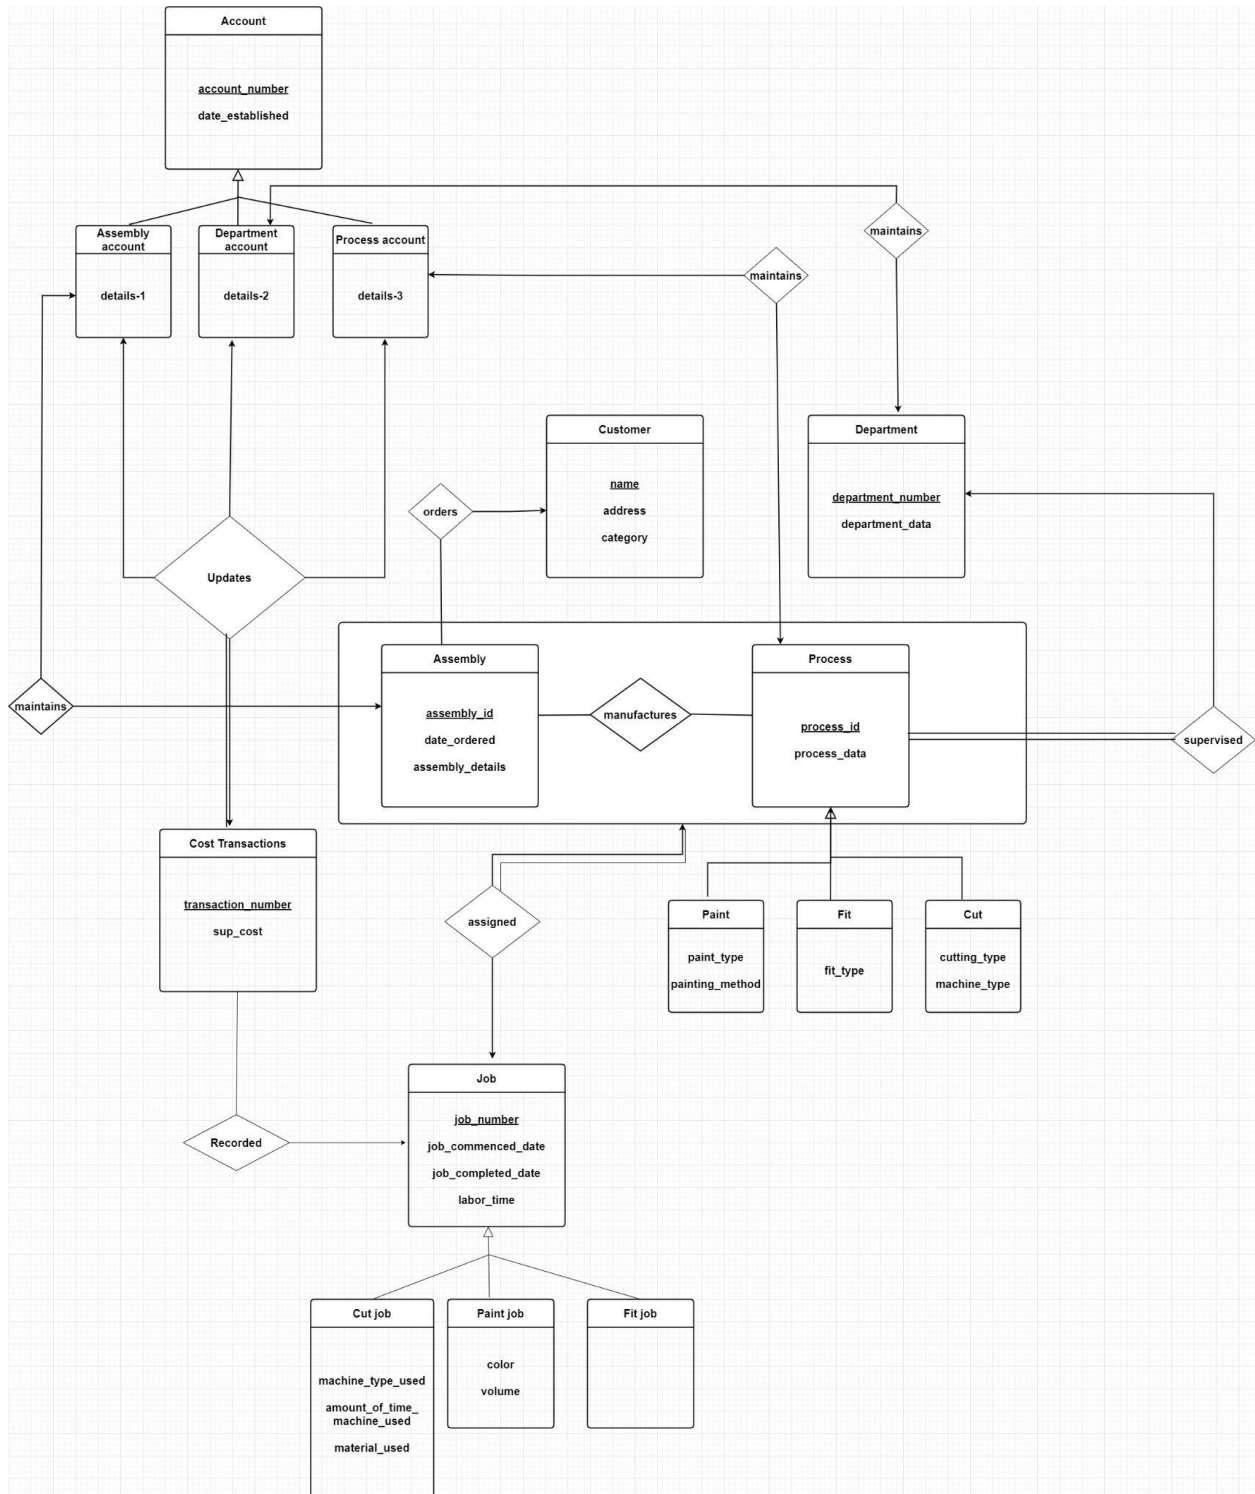 Account
account_number
date_established
Assembly
account
details-1
Department
account
details-2
Process account
details-3
maintains
maintains
Customer
name
address
category
Department
department_number
department_data
orders
Updates
maintains
Assembly
assembly_id
date_ordered
assembly_details
manufactures
Process
process_id
process_data
supervised
Cost Transactions
transaction_number
sup_cost
assigned
Paint
paint_type
painting_method
Fit
fit_type
Cut
cutting_type
machine_type
Job
job_number
job_commenced_date
job_completed_date
labor_time
Recorded
Cut job
machine_type_used
amount_of_time_
machine_used
material_used
Paint job
color
volume
Fit job